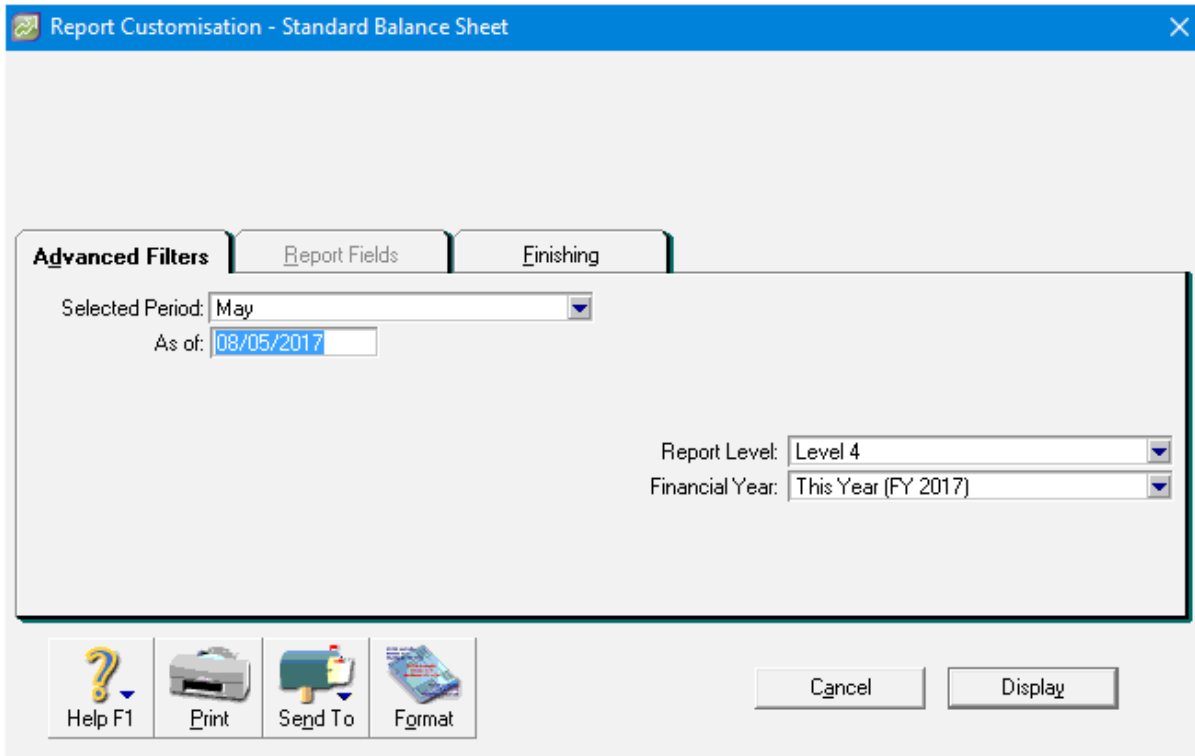 Report Customisation - Standard Balance Sheet
Advanced Filters
Report Fields
Finishing
Selected Period: May
As of: 08/05/2017
Report Level: Level 4
Financial Year: This Year (FY 2017)
Help F1
Print
Send To
Format
Cancel
Display